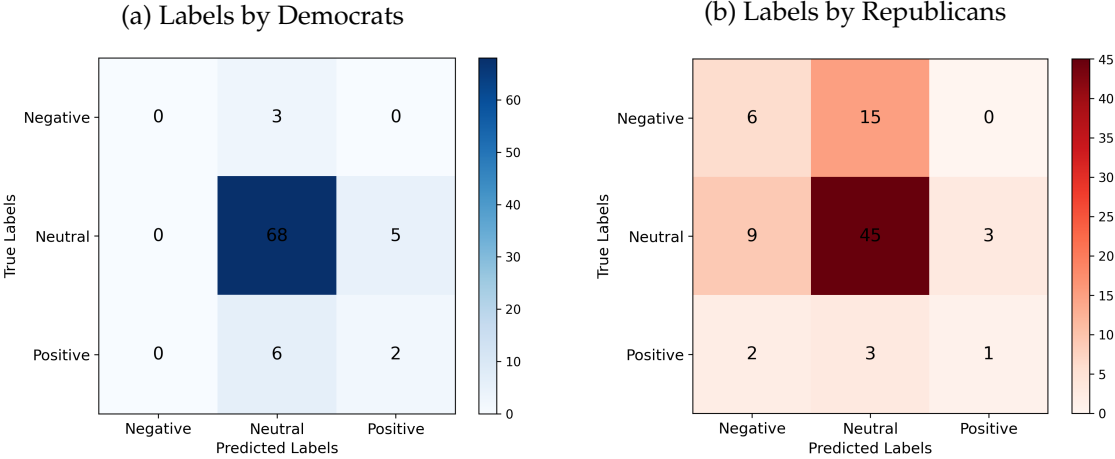 (a) Labels by Democrats
Negative 0 3 0
Neutral 0 68 5
Positive 0 6 2
Negative Neutral Positive
Predicted Labels
True Labels
60
50
40
30
20
10
0
(b) Labels by Republicans
Negative 6 15 0
Neutral 9 45 3
Positive 2 3 1
Negative Neutral Positive
Predicted Labels
True Labels
45
40
35
30
25
20
15
10
5
0